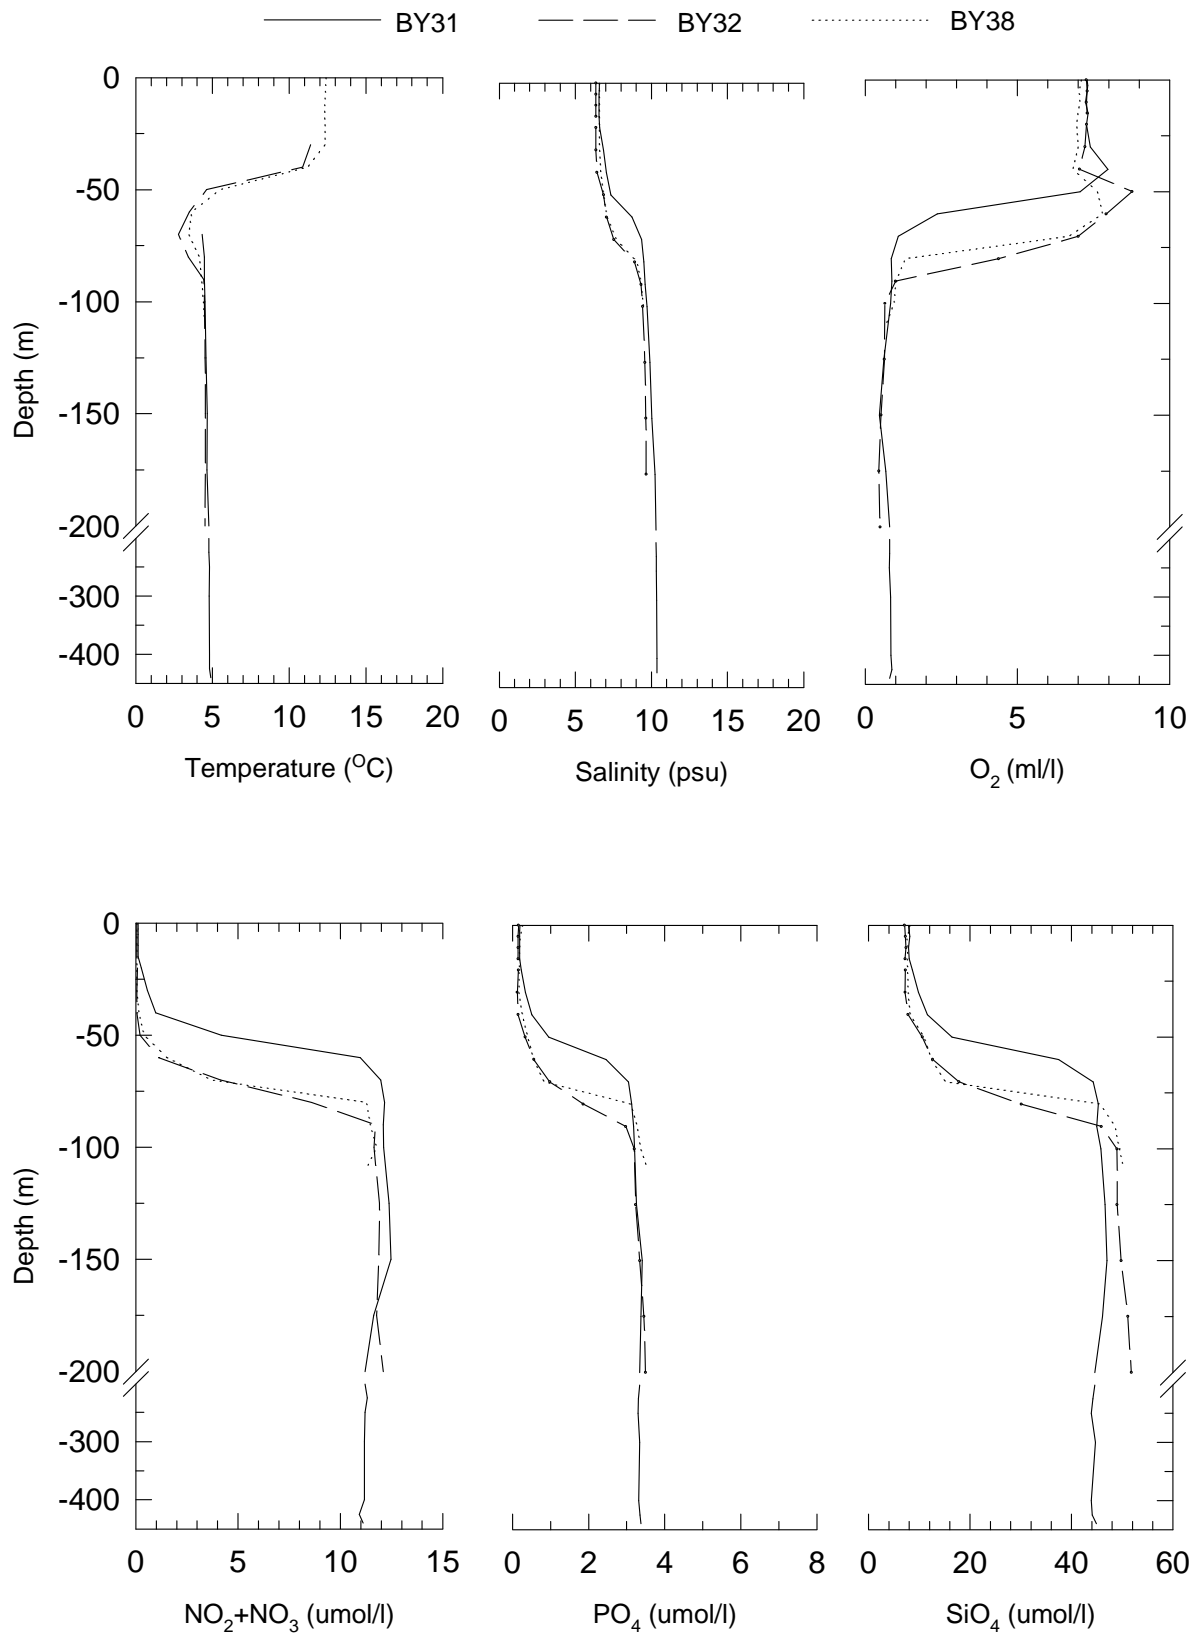 BY31 BY32 BY38
0
-50
-100
-150
-200
-300
-400
Depth (m)
0 5 10 15 20
Temperature (OC)
0 5 10 15 20
Salinity (psu)
0 5 10
O2 (ml/l)
0
-50
-100
-150
-200
-300
-400
Depth (m)
0 5 10 15
NO2+NO3 (umol/l)
0 2 4 6 8
PO4 (umol/l)
0 20 40 60
SiO4 (umol/l)